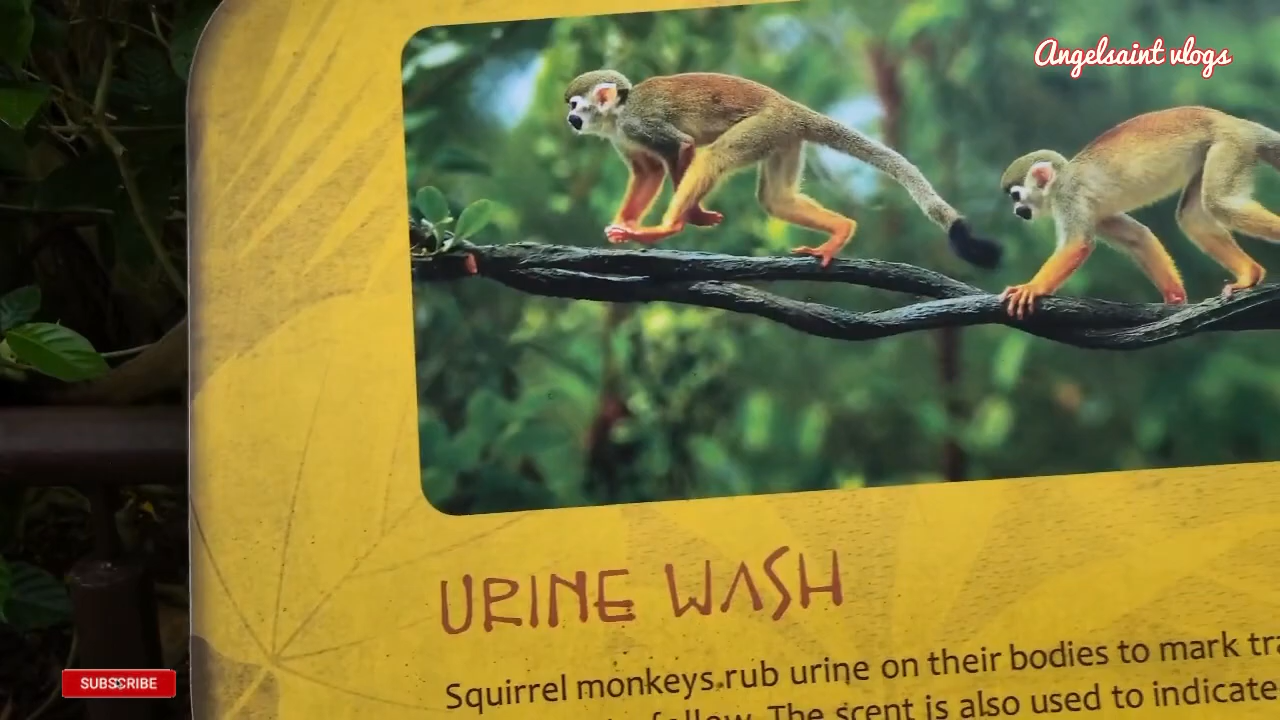 Angelsaint vlogs
URINE WASH
Squirrel monkeys rub urine on their bodies to mark
follow. The scent is also used to indicate
SUBSCRIBE